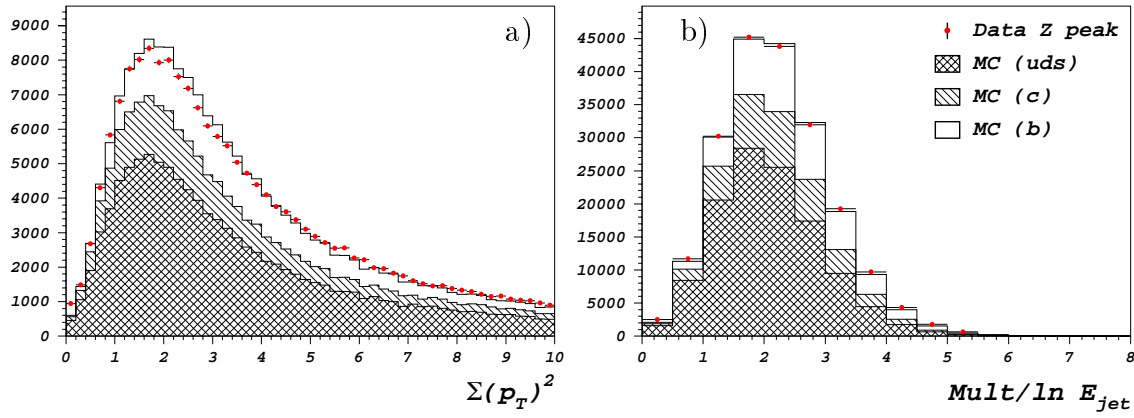 9000
8000
7000
6000
5000
4000
3000
2000
1000
0
0 1 2 3 4 5 6 7 8 9 10
a)
Σ(p_T)^2
45000
40000
35000
30000
25000
20000
15000
10000
5000
0
0 1 2 3 4 5 6 7 8
b)
Data Z peak
MC (uds)
MC (c)
MC (b)
Mult/ln E_jet